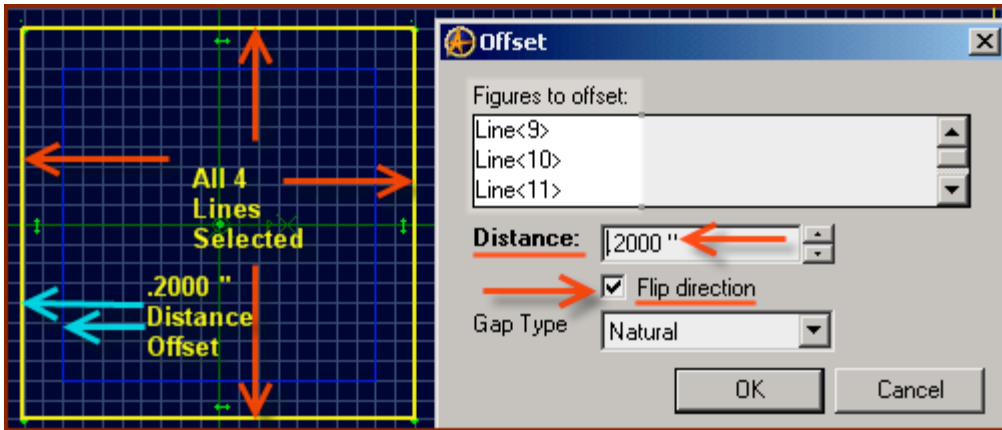 All 4
Lines
Selected
.2000 "
Distance
Offset
Offset
Figures to offset:
Line<9>
Line<10>
Line<11>
Distance:
.2000 "
Flip direction
Gap Type
Natural
OK
Cancel